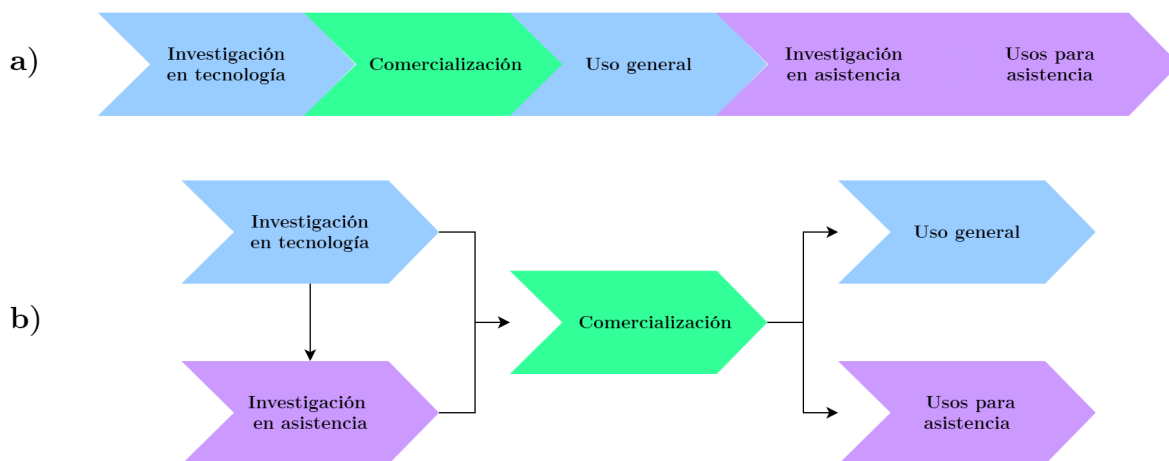 a)
Investigación
en tecnología
Comercialización
Uso general
Investigación
en asistencia
Usos para
asistencia
b)
Investigación
en tecnología
Investigación
en asistencia
Comercialización
Uso general
Usos para
asistencia